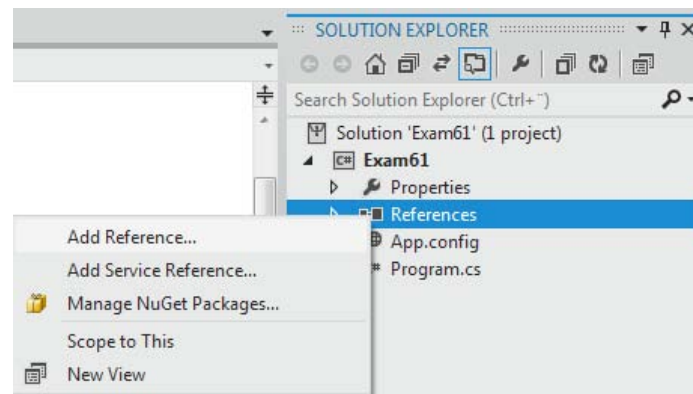 SOLUTION EXPLORER
Search Solution Explorer (Ctrl+¨)
Solution 'Exam61' (1 project)
C# Exam61
Properties
References
App.config
Program.cs
Add Reference...
Add Service Reference...
Manage NuGet Packages...
Scope to This
New View